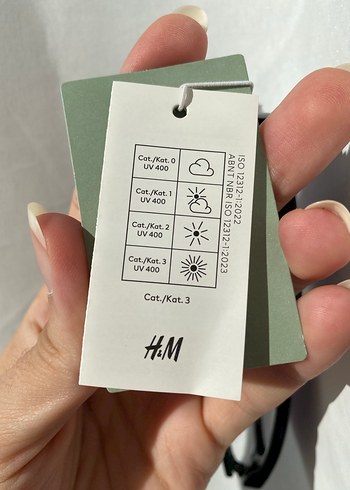 Cat./Kat. 0
UV 400
Cat./Kat. 1
UV 400
Cat./Kat. 2
UV 400
Cat./Kat. 3
UV 400
ISO 12312-1:2022
ABNT NBR ISO 12312-1:2023
Cat./Kat. 3
H&M